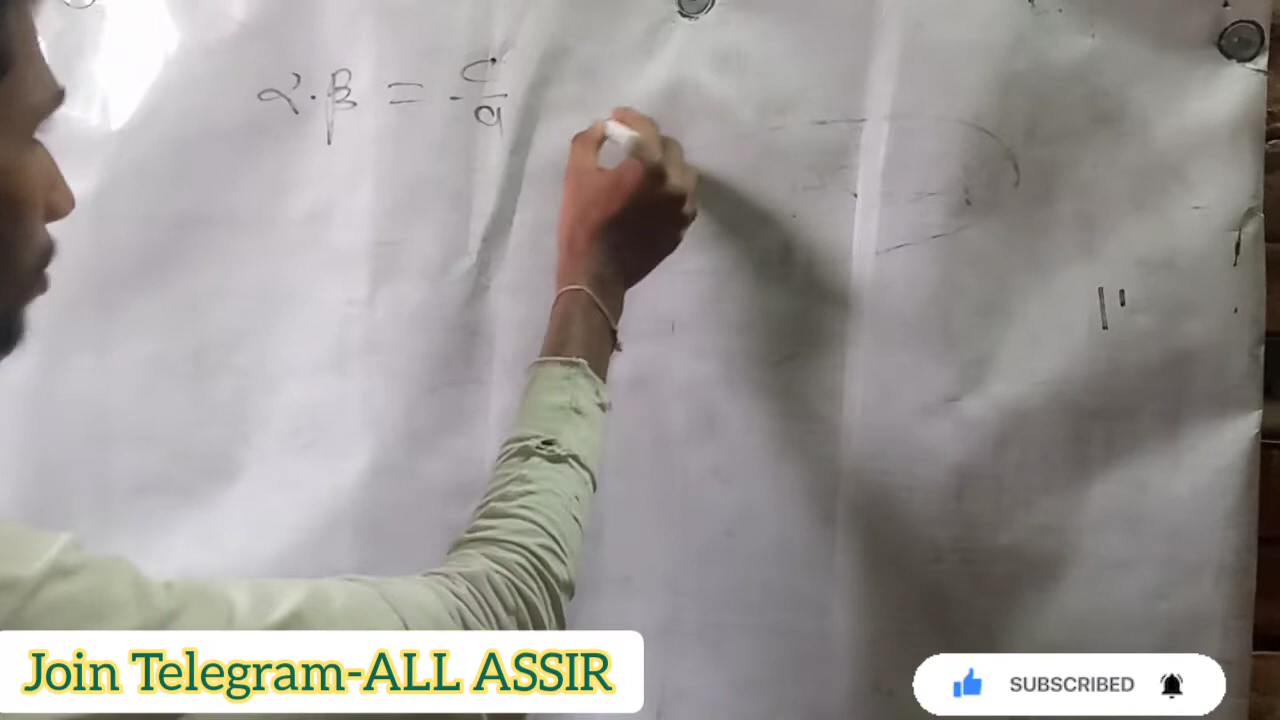 α·β = c/a
Join Telegram-ALL ASSIR
SUBSCRIBED